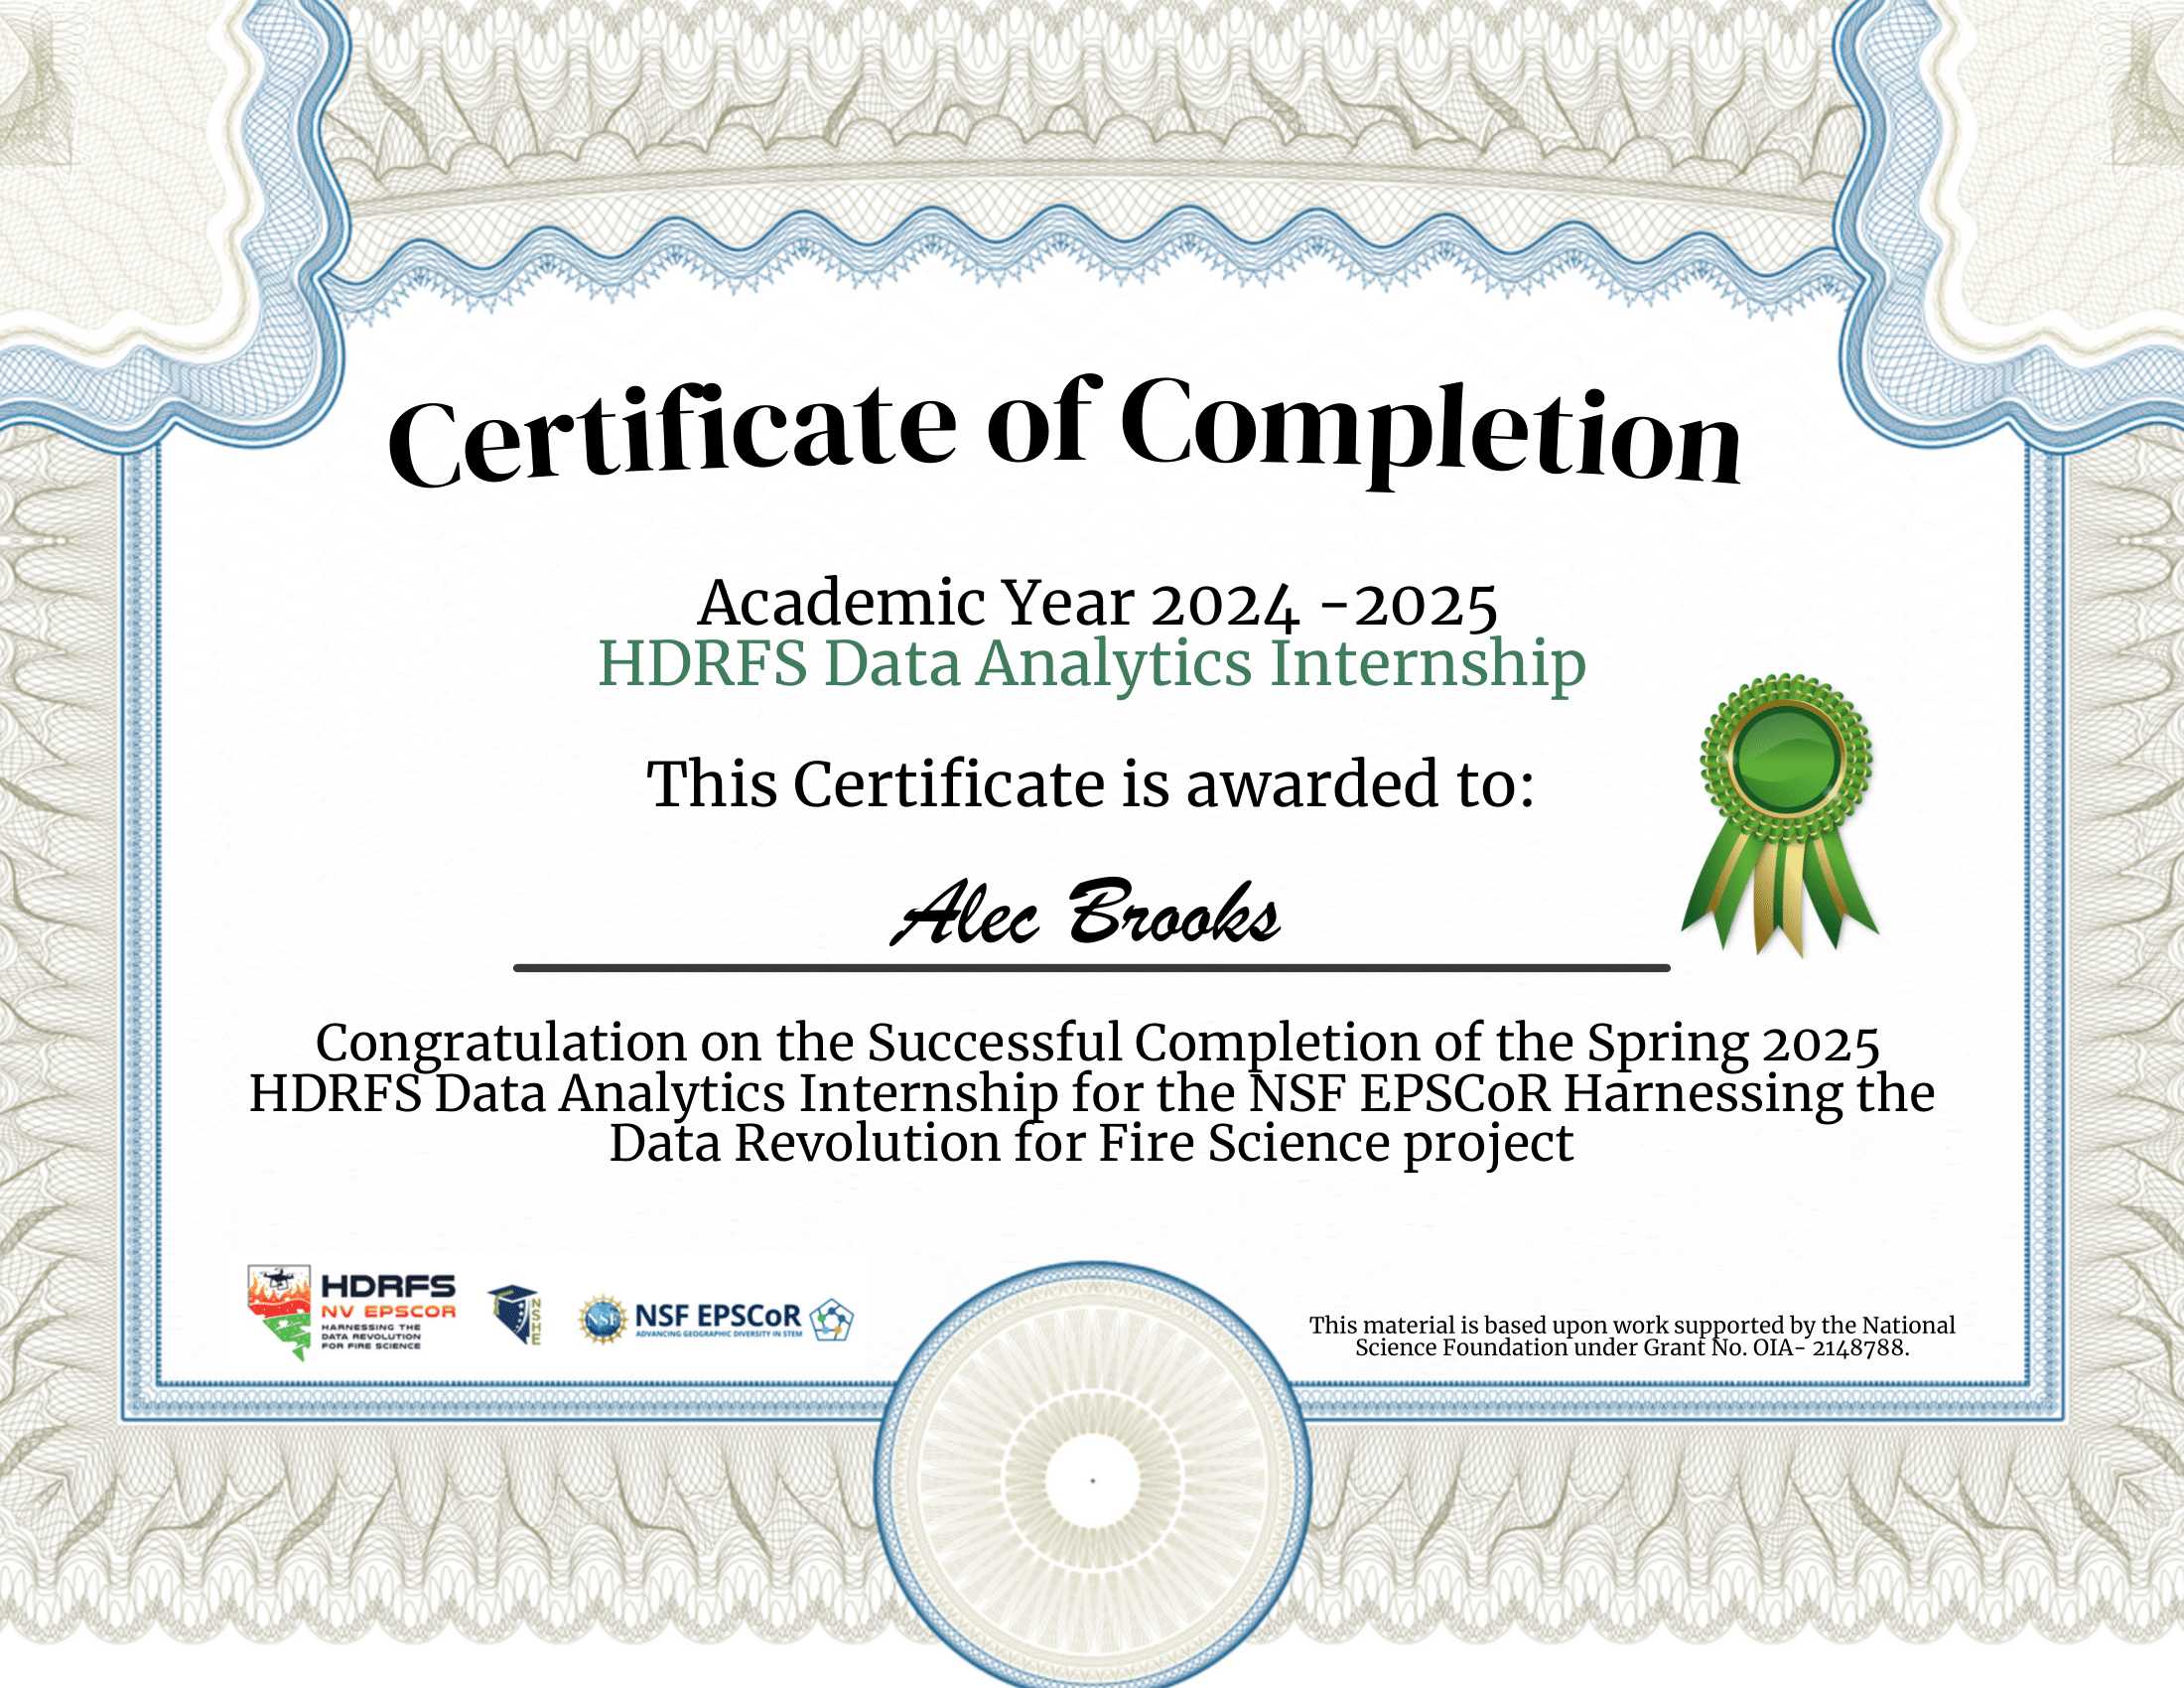 Certificate of Completion
Academic Year 2024 -2025
HDRFS Data Analytics Internship
This Certificate is awarded to:
Alec Brooks
Congratulation on the Successful Completion of the Spring 2025
HDRFS Data Analytics Internship for the NSF EPSCoR Harnessing the
Data Revolution for Fire Science project
HDRFS
NV EPSCOR
HARNESSING THE
DATA REVOLUTION
FOR FIRE SCIENCE
NSHE
NSF
NSF EPSCoR
ADVANCING GEOGRAPHIC DIVERSITY IN STEM
This material is based upon work supported by the National
Science Foundation under Grant No. OIA- 2148788.